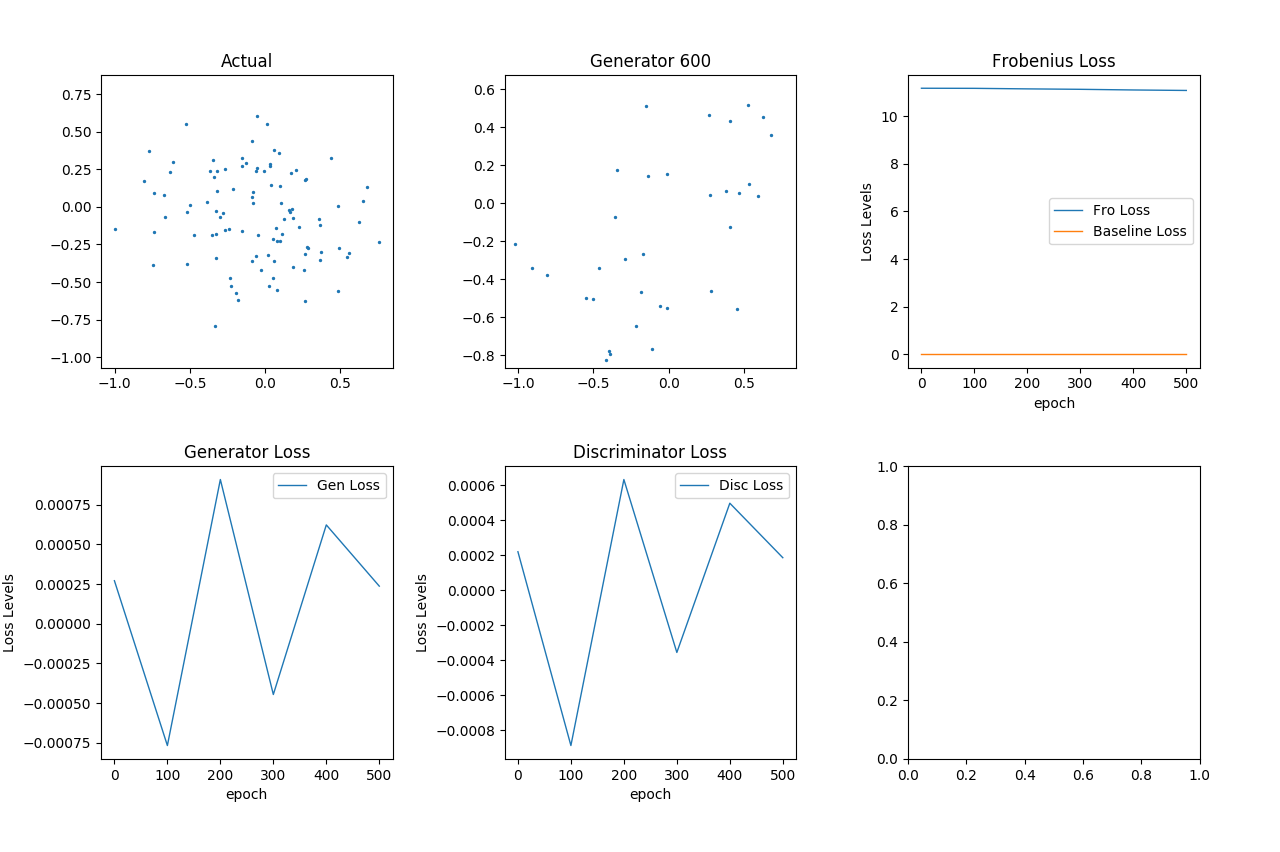 Actual
0.75
0.50
0.25
0.00
−0.25
−0.50
−0.75
−1.00
−1.0 −0.5 0.0 0.5
Generator 600
0.6
0.4
0.2
0.0
−0.2
−0.4
−0.6
−0.8
−1.0 −0.5 0.0 0.5
Frobenius Loss
Loss Levels
10
8
6
4
2
0
Fro Loss
Baseline Loss
0 100 200 300 400 500
epoch
Generator Loss
Loss Levels
0.00075
0.00050
0.00025
0.00000
−0.00025
−0.00050
−0.00075
Gen Loss
0 100 200 300 400 500
epoch
Discriminator Loss
Loss Levels
0.0006
0.0004
0.0002
0.0000
−0.0002
−0.0004
−0.0006
−0.0008
Disc Loss
0 100 200 300 400 500
epoch
1.0
0.8
0.6
0.4
0.2
0.0
0.0 0.2 0.4 0.6 0.8 1.0